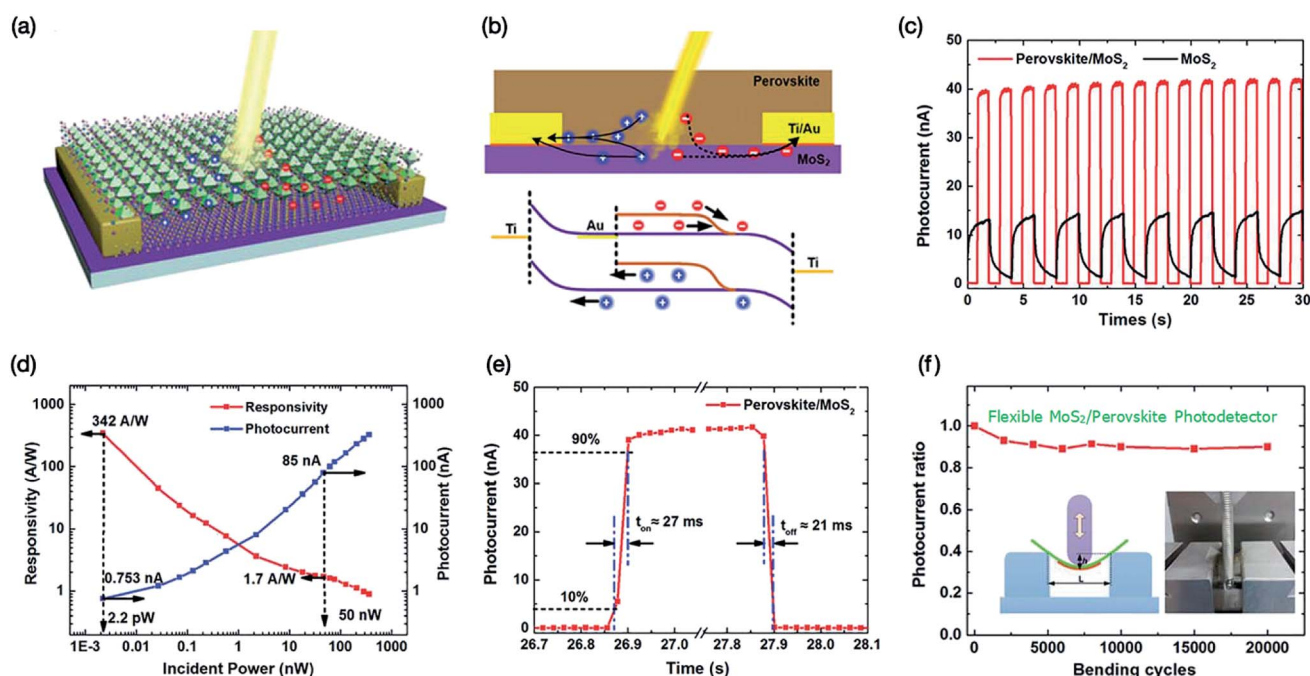 (a)
(b)
Perovskite
Ti/Au
MoS₂
Ti
Au
Ti
(c)
Photocurrent (nA)
50
40
30
20
10
0
Perovskite/MoS₂
MoS₂
0 5 10 15 20 25 30
Times (s)
(d)
Responsivity (A/W)
1000
100
10
1
342 A/W
Responsivity
Photocurrent
85 nA
0.753 nA
1.7 A/W
2.2 pW
50 nW
1000
100
10
1
Photocurrent (nA)
1E-3 0.01 0.1 1 10 100 1000
Incident Power (nW)
(e)
Photocurrent (nA)
50
40
30
20
10
0
Perovskite/MoS₂
90%
ton≈ 27 ms
toff≈ 21 ms
10%
26.7 26.8 26.9 27.0 27.8 27.9 28.0 28.1
Time (s)
(f)
Photocurrent ratio
1.0
0.8
0.6
0.4
0.2
0.0
Flexible MoS₂/Perovskite Photodetector
h
L
0 5000 10000 15000 20000
Bending cycles